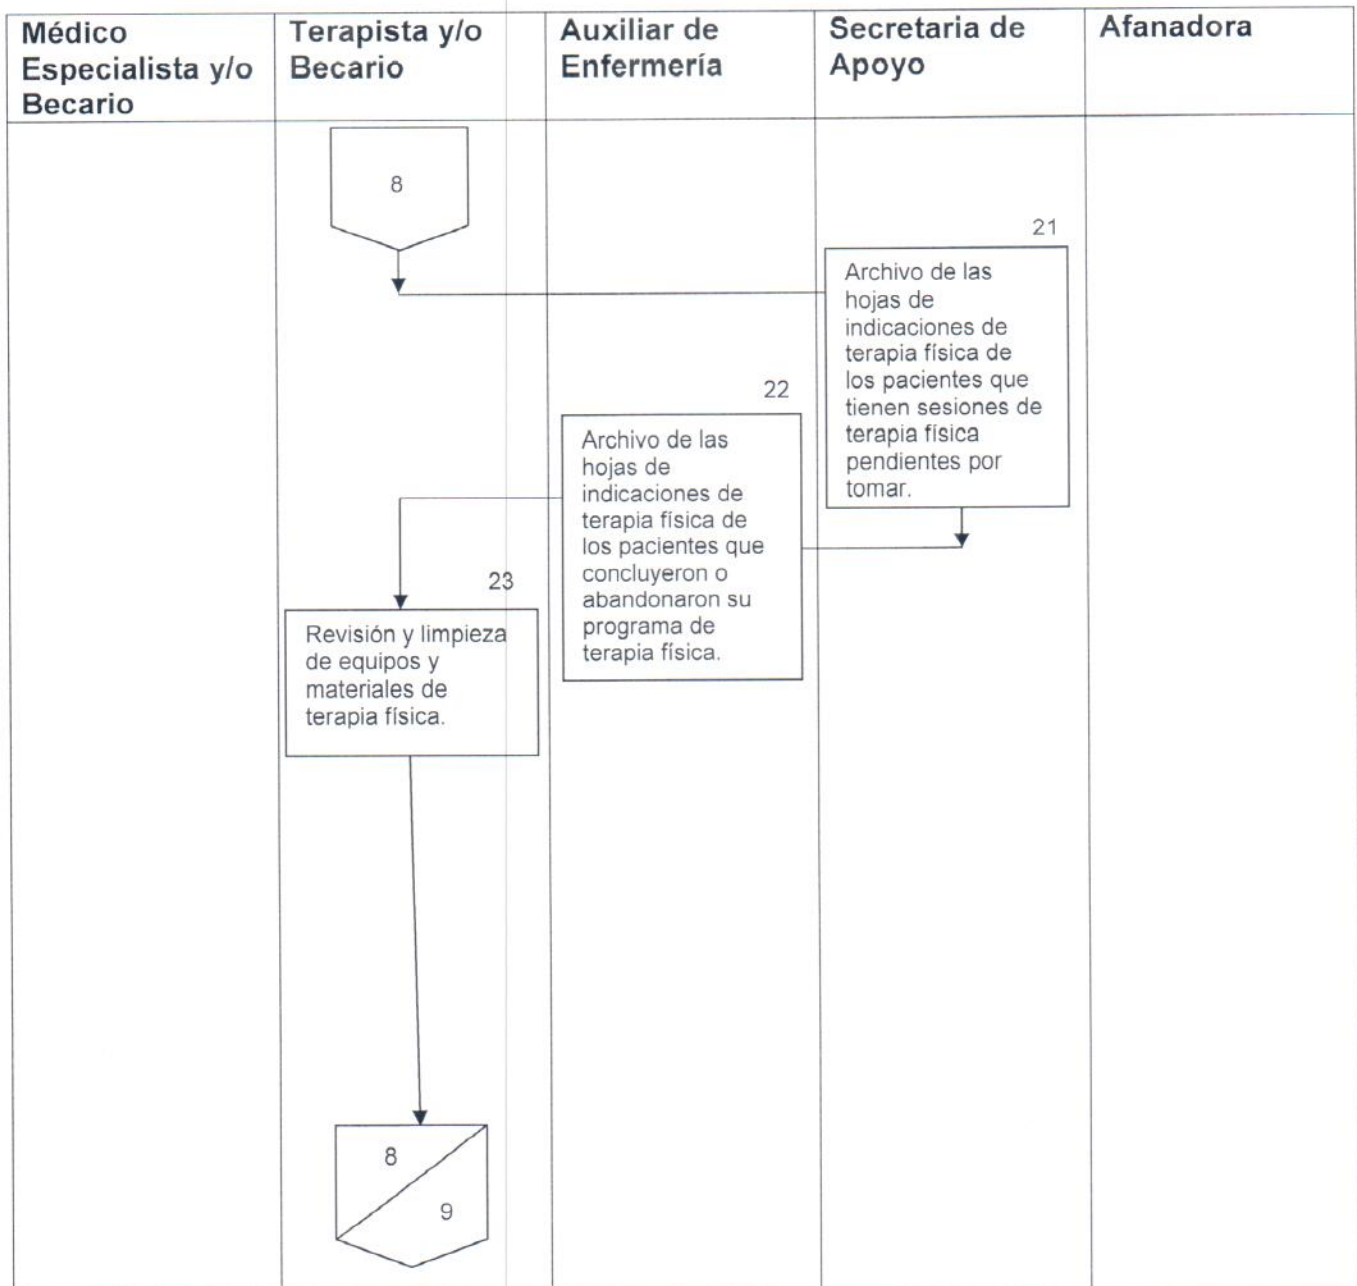 Médico
Especialista y/o
Becario
Terapista y/o
Becario
Auxiliar de
Enfermería
Secretaria de
Apoyo
Afanadora
8
21
Archivo de las
hojas de
indicaciones de
terapia física de
los pacientes que
tienen sesiones de
terapia física
pendientes por
tomar.
22
Archivo de las
hojas de
indicaciones de
terapia física de
los pacientes que
concluyeron o
abandonaron su
programa de
terapia física.
23
Revisión y limpieza
de equipos y
materiales de
terapia física.
8
9